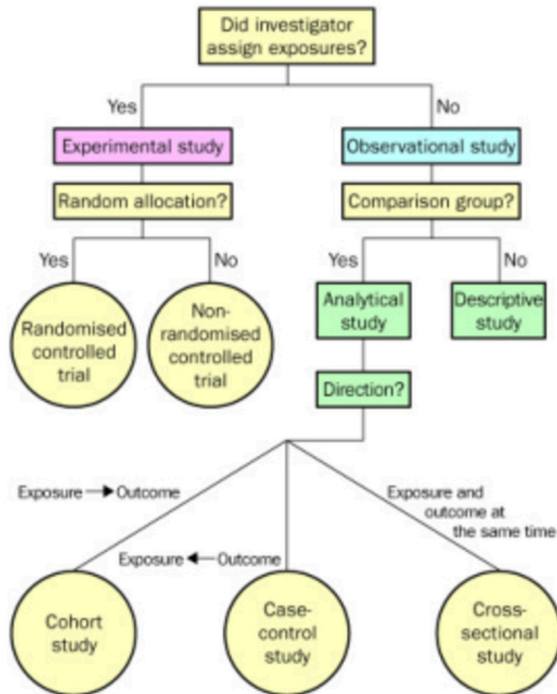 Did investigator
assign exposures?
Yes
No
Experimental study
Observational study
Random allocation?
Comparison group?
Yes
No
Yes
No
Randomised
controlled
trial
Non-
randomised
controlled
trial
Analytical
study
Descriptive
study
Direction?
Exposure → Outcome
Exposure and
outcome at
the same time
Exposure ← Outcome
Cohort
study
Case-
control
study
Cross-
sectional
study